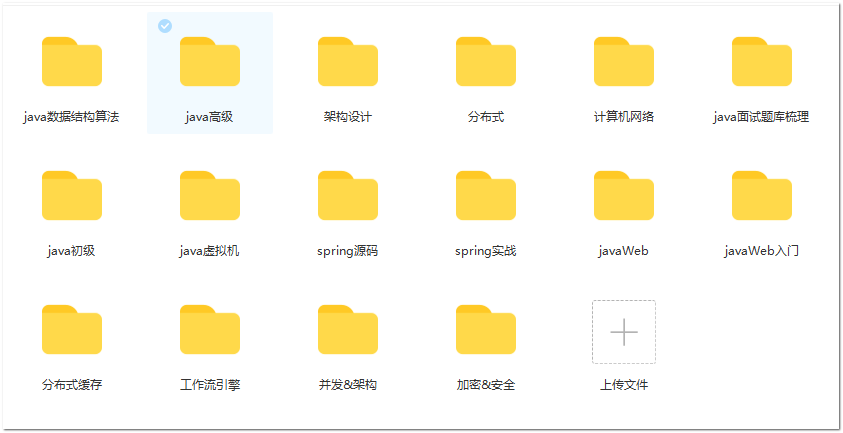 java数据结构算法
java高级
架构设计
分布式
计算机网络
java面试题库梳理
java初级
java虚拟机
spring源码
spring实战
javaWeb
javaWeb入门
分布式缓存
工作流引擎
并发&架构
加密&安全
上传文件